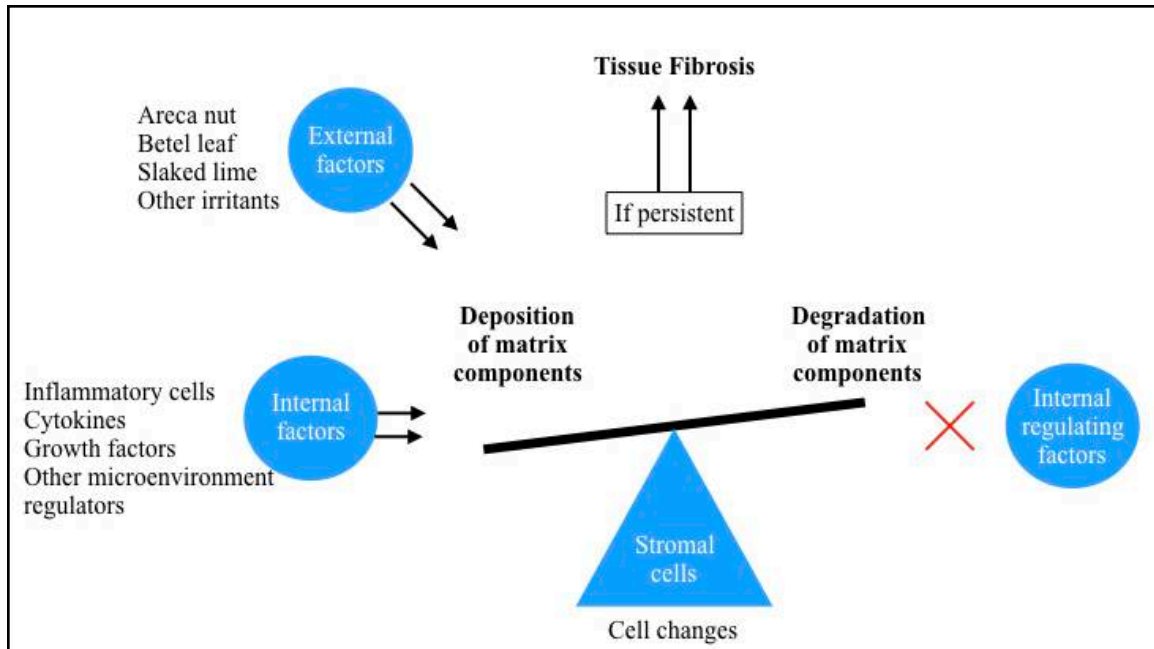 Tissue Fibrosis
Areca nut
Betel leaf
Slaked lime
Other irritants
External
factors
If persistent
Deposition
of matrix
components
Degradation
of matrix
components
Inflammatory cells
Cytokines
Growth factors
Other microenvironment
regulators
Internal
factors
Internal
regulating
factors
Stromal
cells
Cell changes